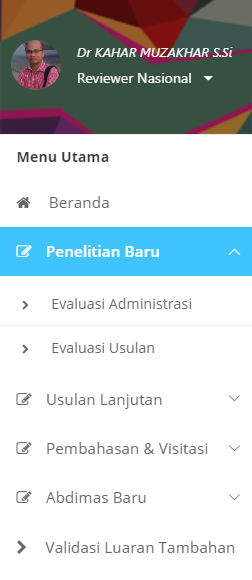 Dr KAHAR MUZAKHAR S.Si
Reviewer Nasional
Menu Utama
Beranda
Penelitian Baru
Evaluasi Administrasi
Evaluasi Usulan
Usulan Lanjutan
Pembahasan & Visitasi
Abdimas Baru
Validasi Luaran Tambahan